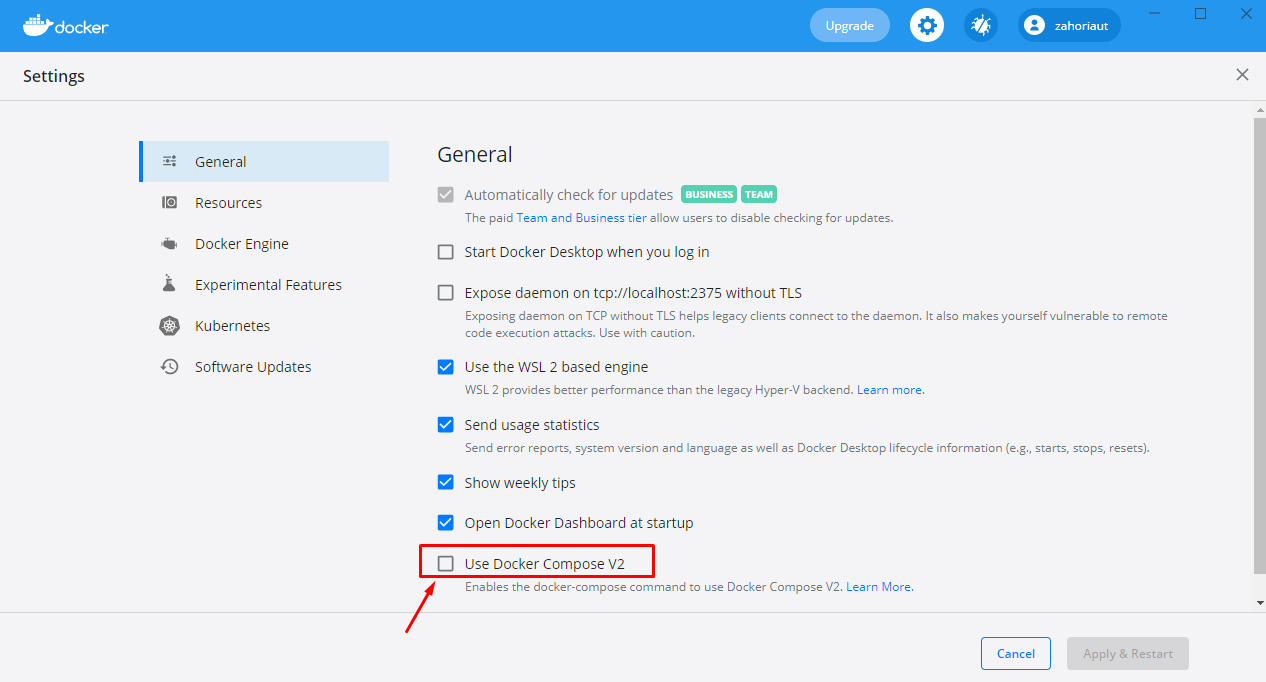 docker
Upgrade
zahoriaut
Settings
General
Resources
Docker Engine
Experimental Features
Kubernetes
Software Updates
General
Automatically check for updates BUSINESS TEAM
The paid Team and Business tier allow users to disable checking for updates.
Start Docker Desktop when you log in
Expose daemon on tcp://localhost:2375 without TLS
Exposing daemon on TCP without TLS helps legacy clients connect to the daemon. It also makes yourself vulnerable to remote
code execution attacks. Use with caution.
Use the WSL 2 based engine
WSL 2 provides better performance than the legacy Hyper-V backend. Learn more.
Send usage statistics
Send error reports, system version and language as well as Docker Desktop lifecycle information (e.g., starts, stops, resets).
Show weekly tips
Open Docker Dashboard at startup
Use Docker Compose V2
Enables the docker-compose command to use Docker Compose V2. Learn More.
Cancel
Apply & Restart